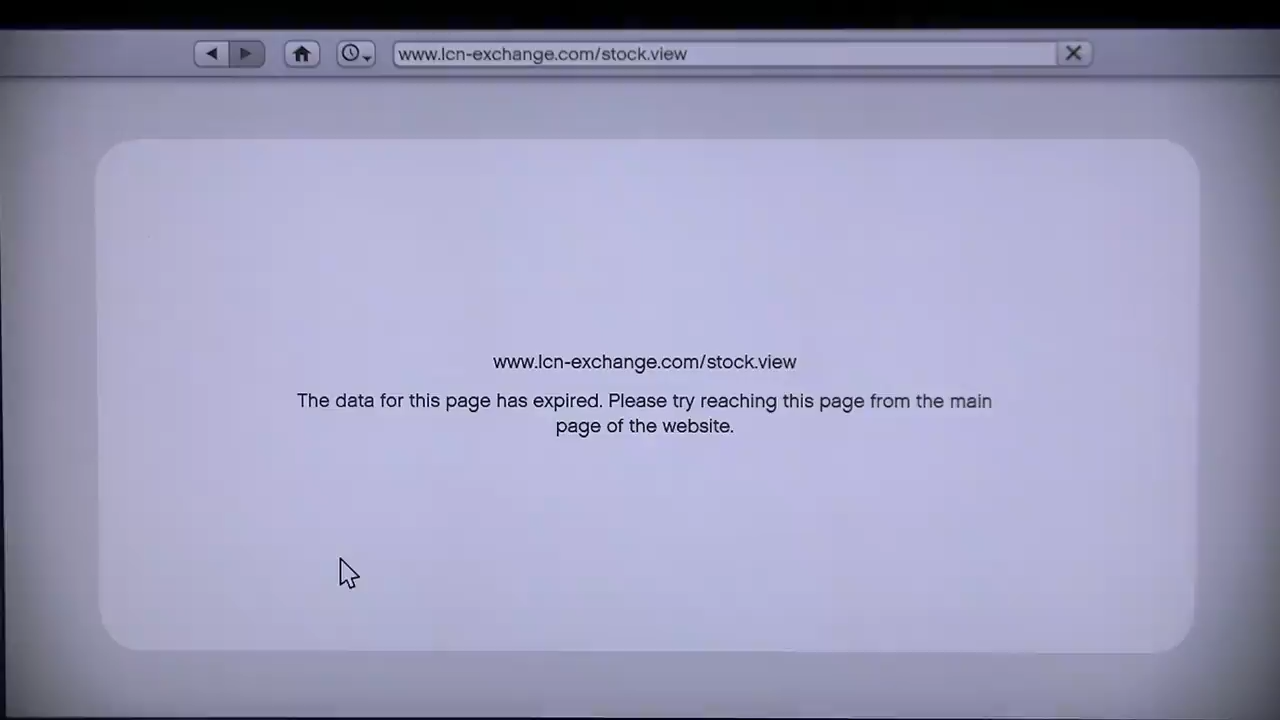 www.lcn-exchange.com/stock.view
www.lcn-exchange.com/stock.view
The data for this page has expired. Please try reaching this page from the main
page of the website.